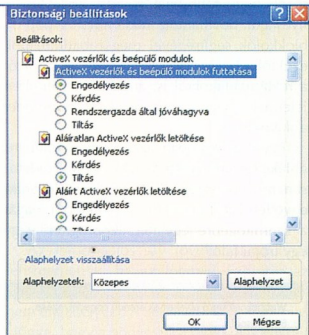 Biztonsági beállítások
Beállítások:
ActiveX vezérlők és beépülő modulok
ActiveX vezérlők és beépülő modulok futtatása
Engedélyezés
Kérdés
Rendszergazda által jóváhagyva
Tiltás
Aláíratlan ActiveX vezérlők letöltése
Engedélyezés
Kérdés
Tiltás
Aláírt ActiveX vezérlők letöltése
Engedélyezés
Kérdés
Tiltás
Alaphelyzet visszaállítása
Alaphelyzetek: Közepes Alaphelyzet
OK Mégse